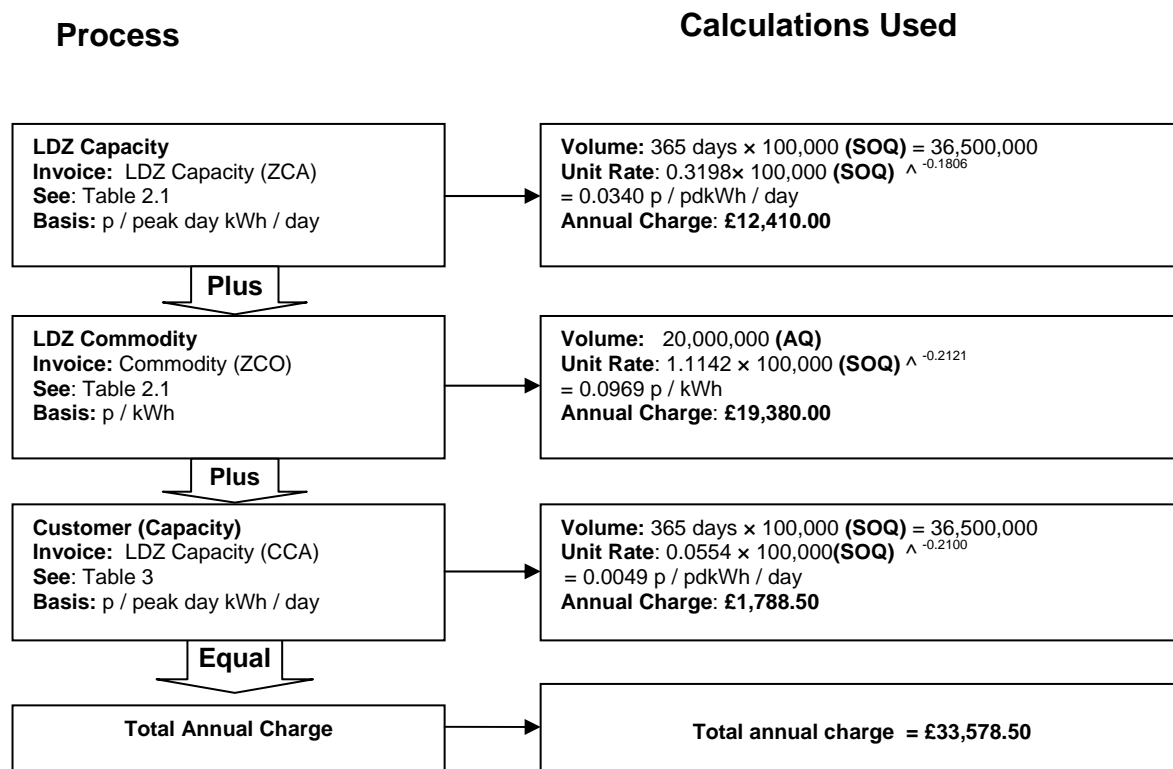 Process
Calculations Used
LDZ Capacity
Invoice: LDZ Capacity (ZCA)
See: Table 2.1
Basis: p / peak day kWh / day
Volume: 365 days × 100,000 (SOQ) = 36,500,000
Unit Rate: 0.3198× 100,000 (SOQ) ^ -0.1806
= 0.0340 p / pdkWh / day
Annual Charge: £12,410.00
Plus
LDZ Commodity
Invoice: Commodity (ZCO)
See: Table 2.1
Basis: p / kWh
Volume: 20,000,000 (AQ)
Unit Rate: 1.1142 × 100,000 (SOQ) ^ -0.2121
= 0.0969 p / kWh
Annual Charge: £19,380.00
Plus
Customer (Capacity)
Invoice: LDZ Capacity (CCA)
See: Table 3
Basis: p / peak day kWh / day
Volume: 365 days × 100,000 (SOQ) = 36,500,000
Unit Rate: 0.0554 × 100,000(SOQ) ^ -0.2100
= 0.0049 p / pdkWh / day
Annual Charge: £1,788.50
Equal
Total Annual Charge
Total annual charge = £33,578.50